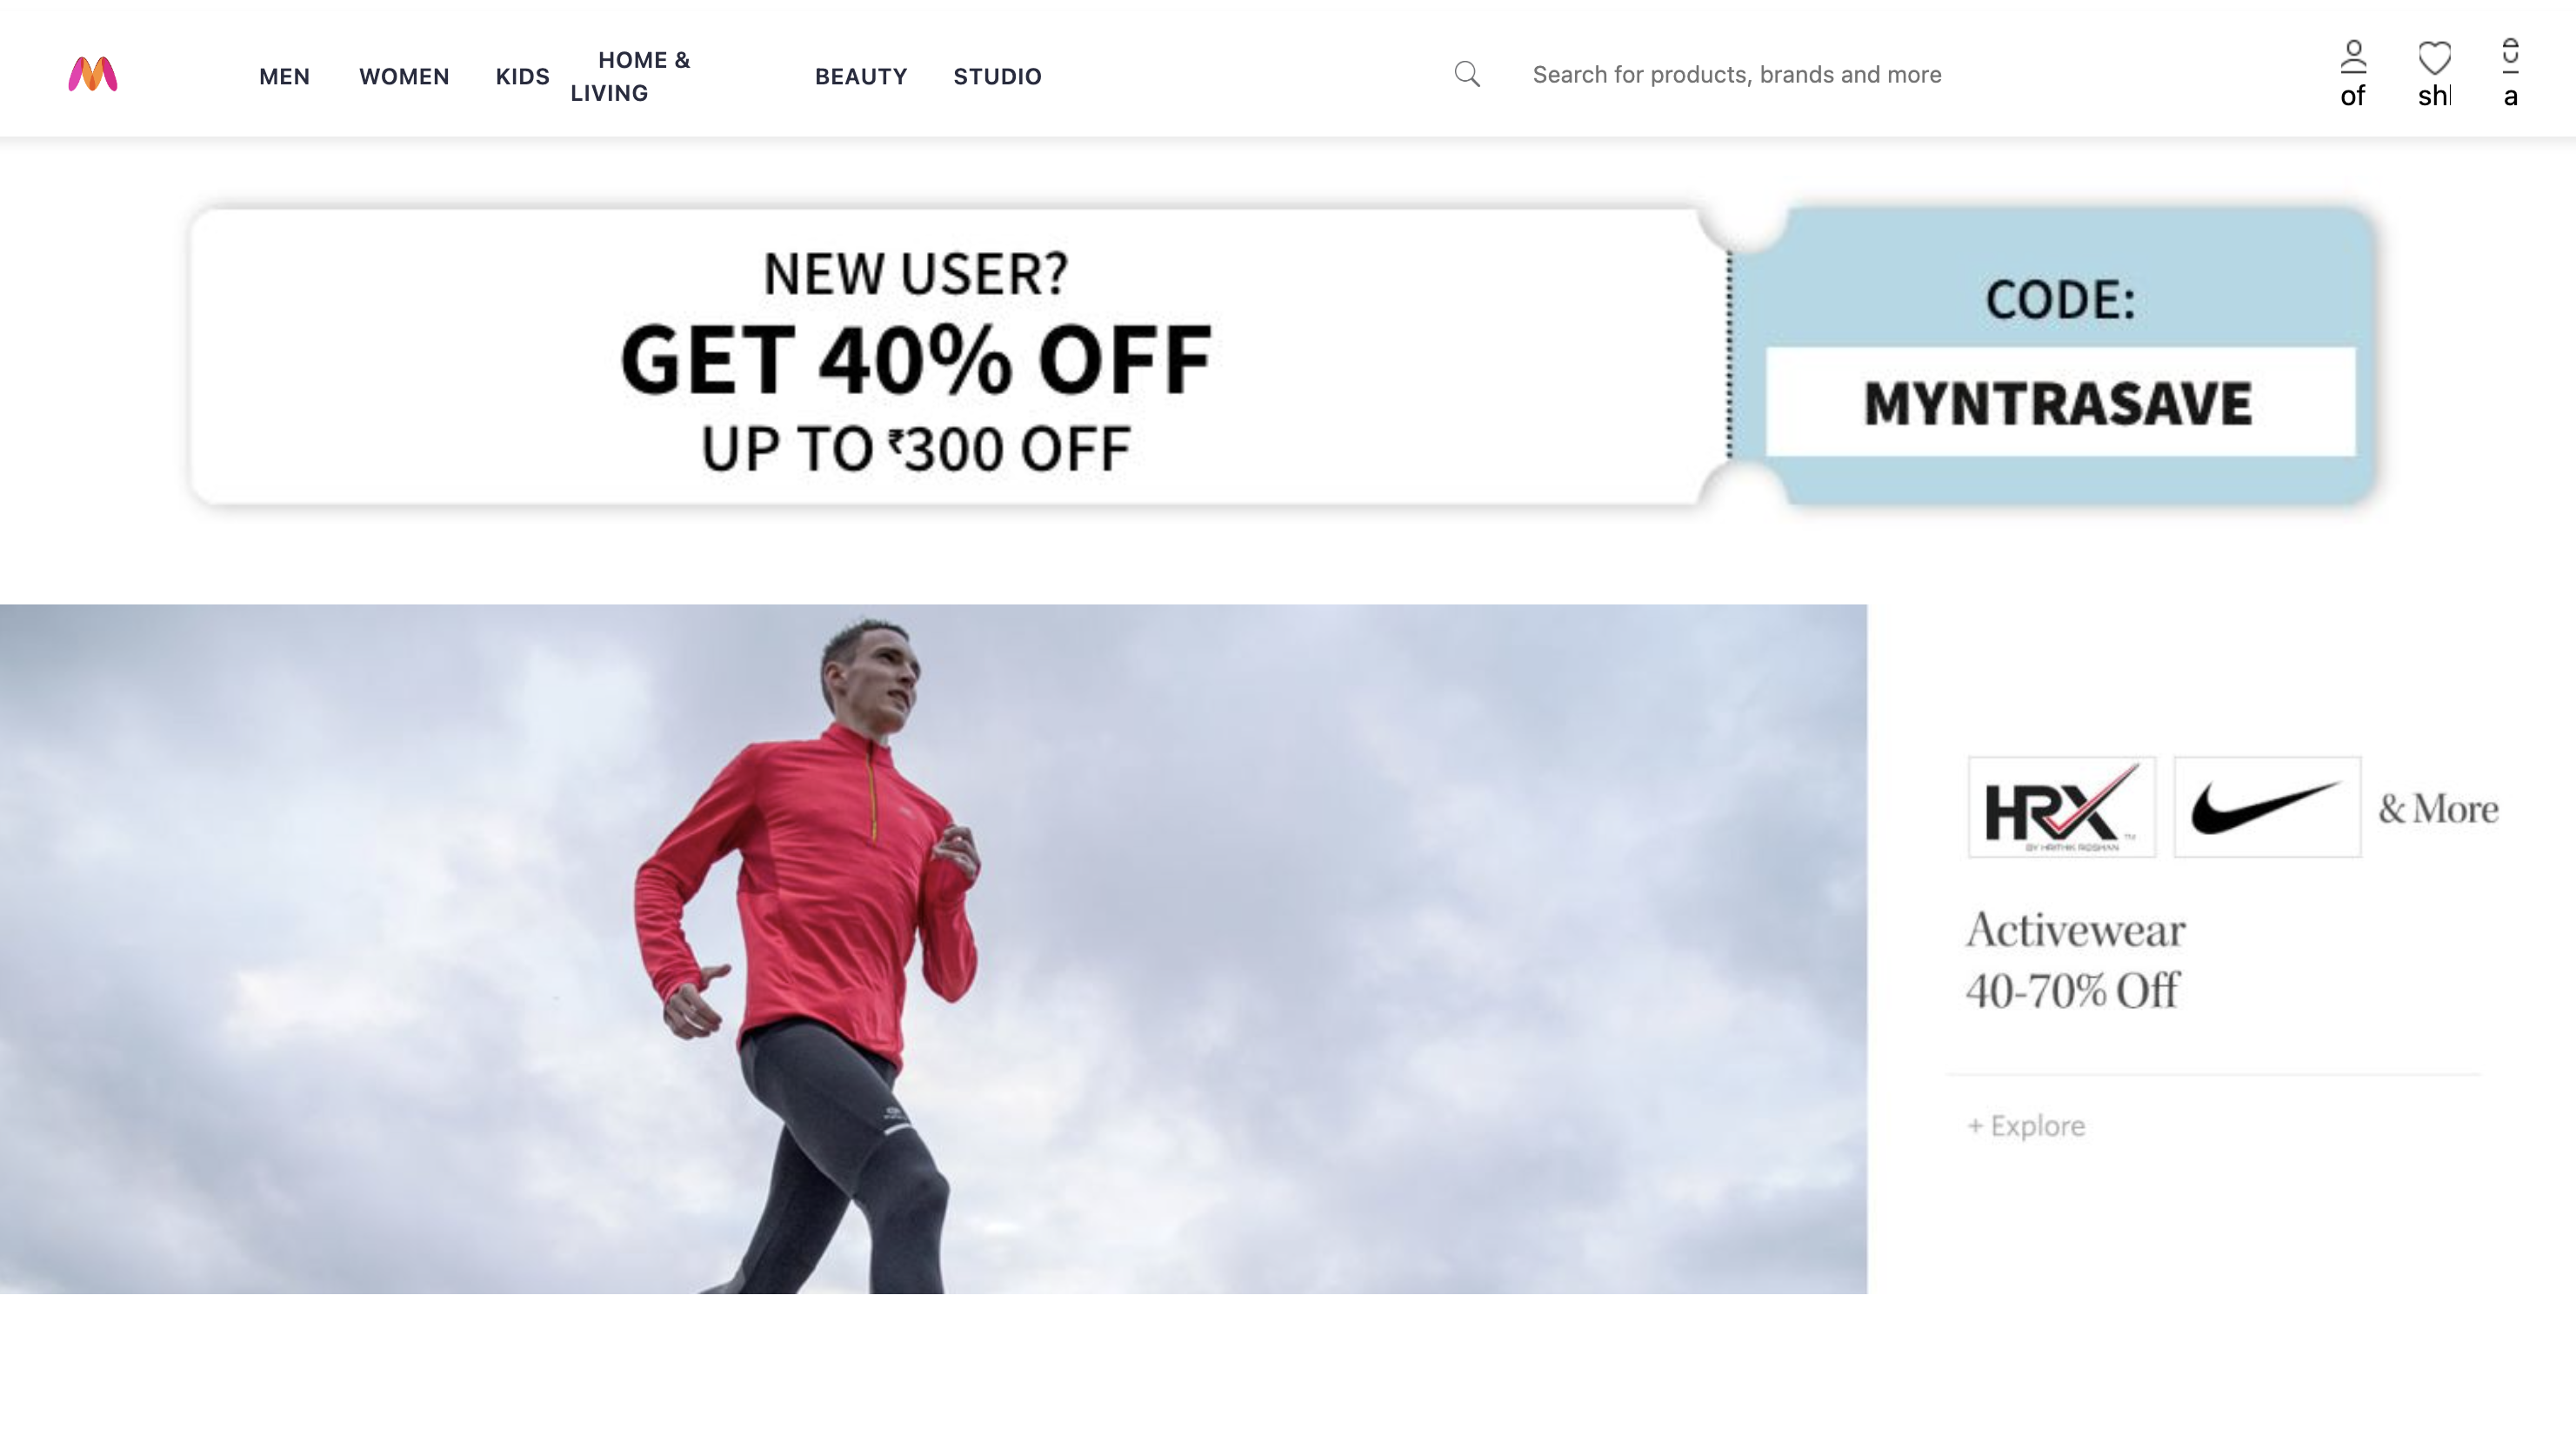 MEN WOMEN KIDS HOME & LIVING BEAUTY STUDIO
Search for products, brands and more
of
sh
a
NEW USER?
GET 40% OFF
UP TO ₹300 OFF
CODE:
MYNTRASAVE
HRX
BY HRITHIK ROSHAN
& More
Activewear
40-70% Off
+ Explore